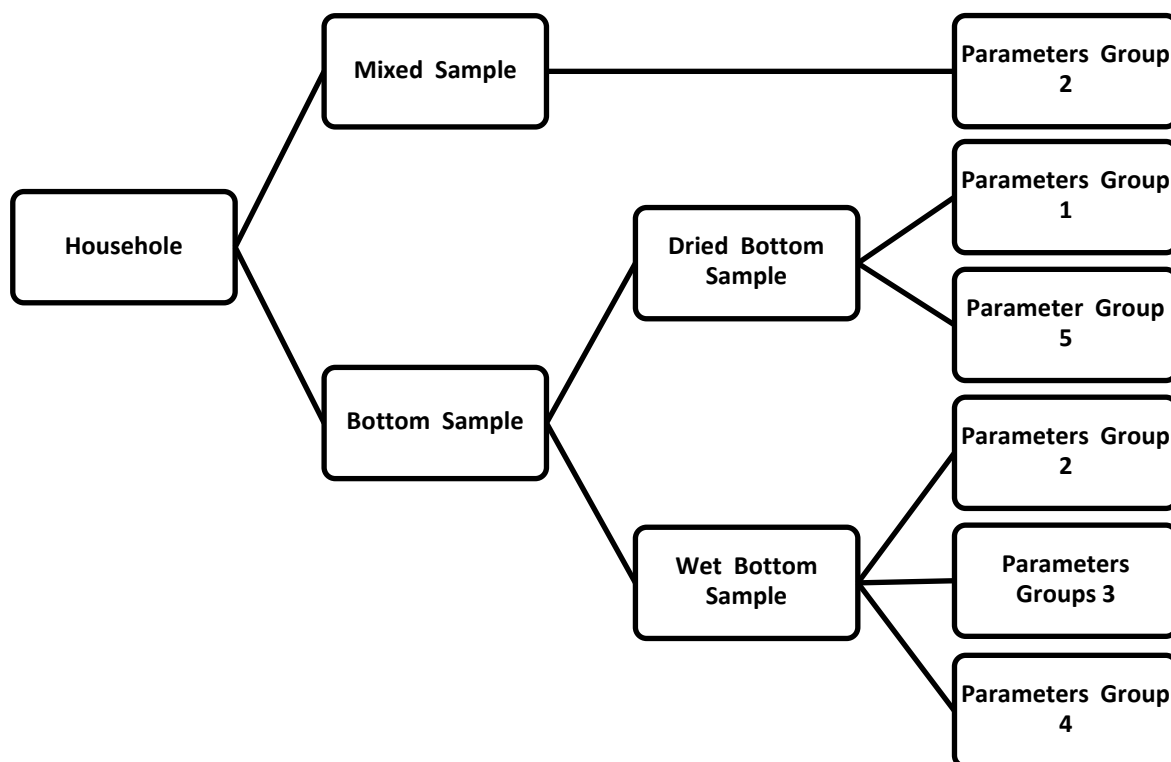 Mixed Sample
Parameters Group
2
Parameters Group
1
Househole
Dried Bottom
Sample
Parameter Group
5
Bottom Sample
Parameters Group
2
Wet Bottom
Sample
Parameters
Groups 3
Parameters Group
4